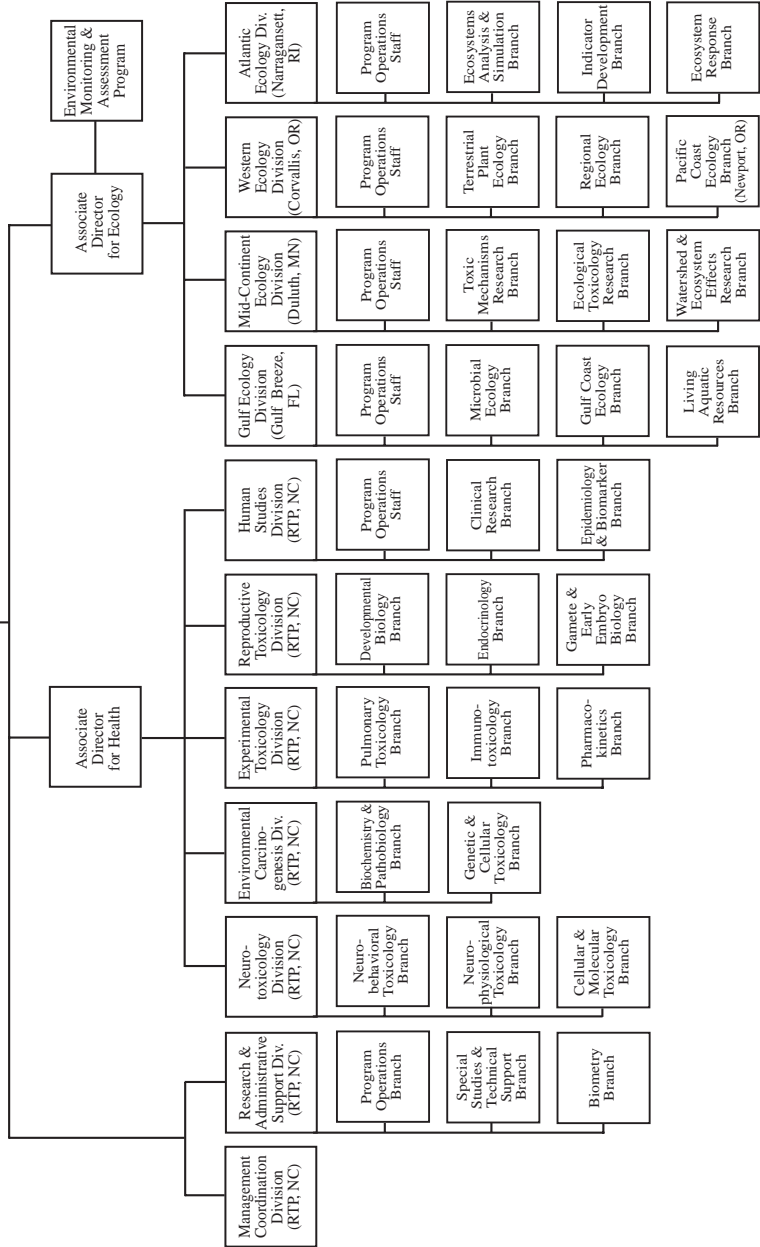 Associate
Director
for Health
Associate
Director
for Ecology
Environmental
Monitoring &
Assessment
Program
Management
Coordination
Division
(RTP, NC)
Research &
Administrative
Support Div.
(RTP, NC)
Program
Operations
Branch
Special
Studies &
Technical
Support
Branch
Biometry
Branch
Neuro-
toxicology
Division
(RTP, NC)
Neuro-
behavioral
Toxicology
Branch
Neuro-
physiological
Toxicology
Branch
Cellular &
Molecular
Toxicology
Branch
Environmental
Carcino-
genesis Div.
(RTP, NC)
Biochemistry &
Pathobiology
Branch
Genetic &
Cellular
Toxicology
Branch
Experimental
Toxicology
Division
(RTP, NC)
Pulmonary
Toxicology
Branch
Immuno-
toxicology
Branch
Pharmaco-
kinetics
Branch
Reproductive
Toxicology
Division
(RTP, NC)
Developmental
Biology
Branch
Endocrinology
Branch
Gamete &
Early
Embryo
Biology
Branch
Human
Studies
Division
(RTP, NC)
Program
Operations
Staff
Clinical
Research
Branch
Epidemiology
& Biomarker
Branch
Gulf Ecology
Division
(Gulf Breeze,
FL)
Program
Operations
Staff
Microbial
Ecology
Branch
Gulf Coast
Ecology
Branch
Living
Aquatic
Resources
Branch
Mid-Continent
Ecology
Division
(Duluth, MN)
Program
Operations
Staff
Toxic
Mechanisms
Research
Branch
Ecological
Toxicology
Research
Branch
Watershed &
Ecosystem
Effects
Research
Branch
Western
Ecology
Division
(Corvallis, OR)
Program
Operations
Staff
Terrestrial
Plant
Ecology
Branch
Regional
Ecology
Branch
Pacific
Coast
Ecology
Branch
(Newport, OR)
Atlantic
Ecology Div.
(Narragansett,
RI)
Program
Operations
Staff
Ecosystems
Analysis &
Simulation
Branch
Indicator
Development
Branch
Ecosystem
Response
Branch